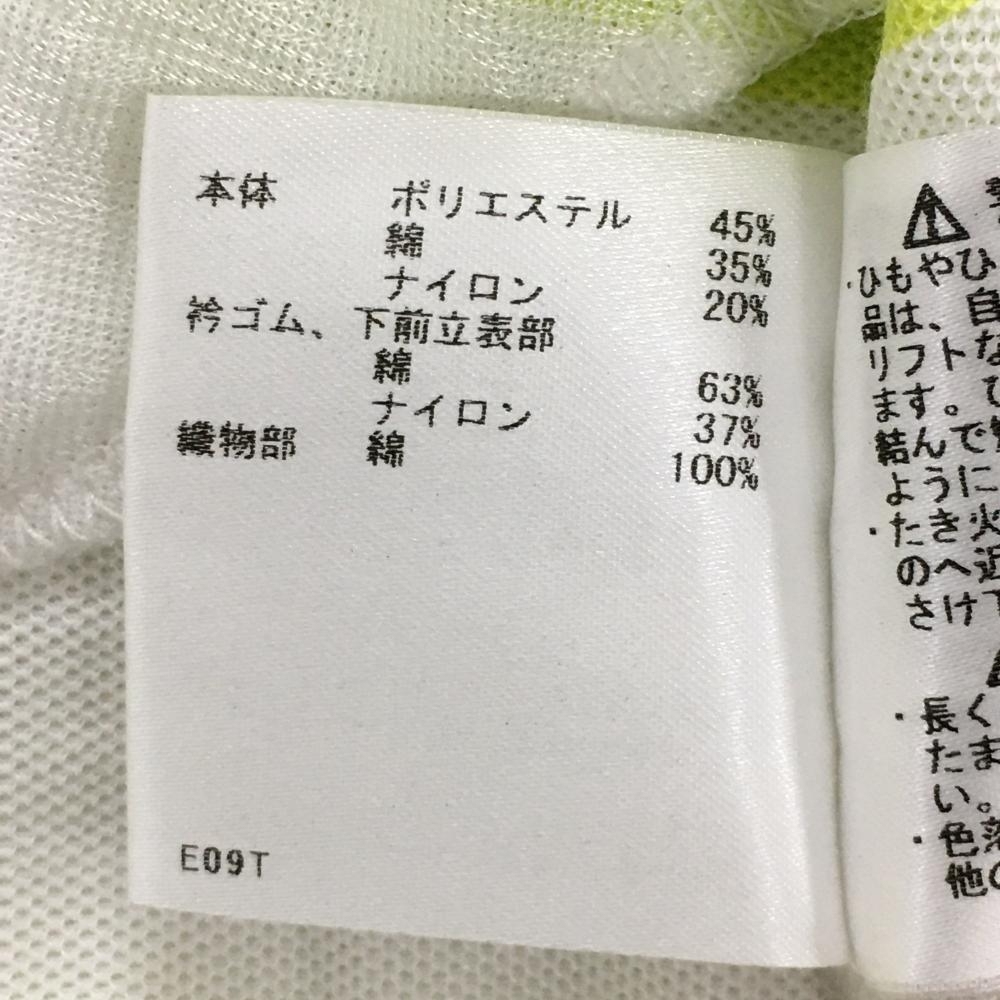 本体 ポリエステル 45%
綿 35%
ナイロン 20%
衿ゴム、下前立表部
綿 63%
ナイロン 37%
織物部 綿 100%
E09T
・ひもやひ
品は、自
リフトな
ます。ひ
結んで
ように
・たき火
のへ近
さけ下
・長く
たま
い。
・色落
他の